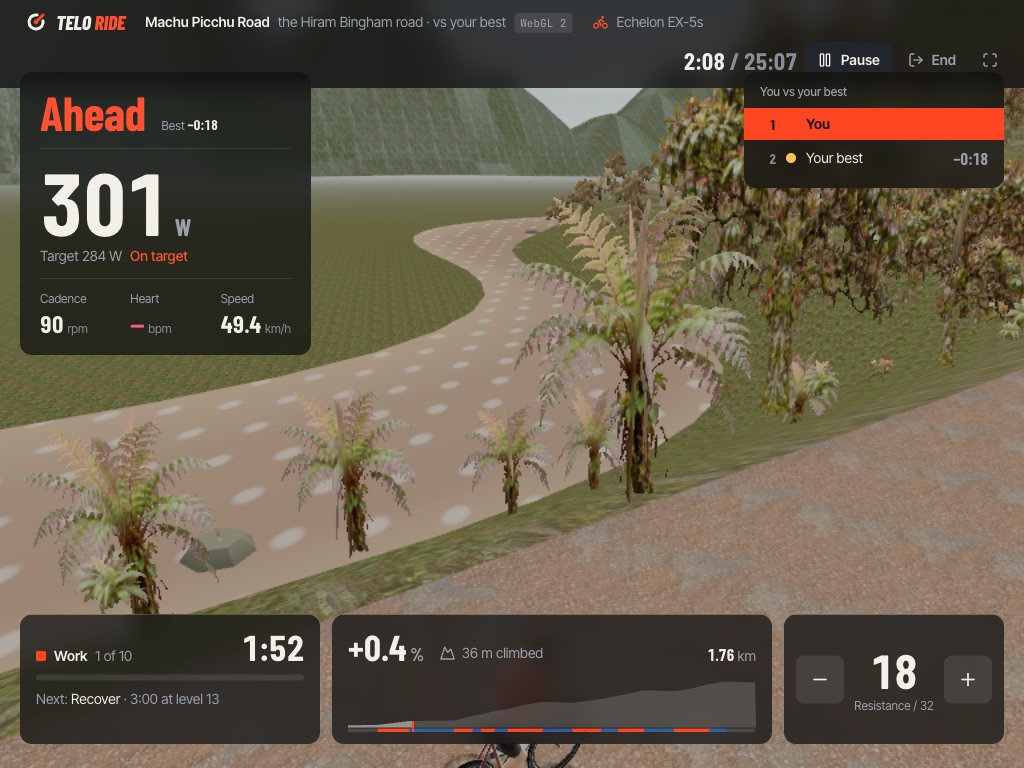 TELO RIDE Machu Picchu Road the Hiram Bingham road · vs your best WebGL 2 Echelon EX-5s
2:08 / 25:07 Pause End
Ahead Best −0:18
301 W
Target 284 W On target
Cadence Heart Speed
90 rpm – bpm 49.4 km/h
You vs your best
1 You
2 Your best −0:18
Work 1 of 10 1:52
Next: Recover · 3:00 at level 13
+0.4 % 36 m climbed 1.76 km
− 18 +
Resistance / 32